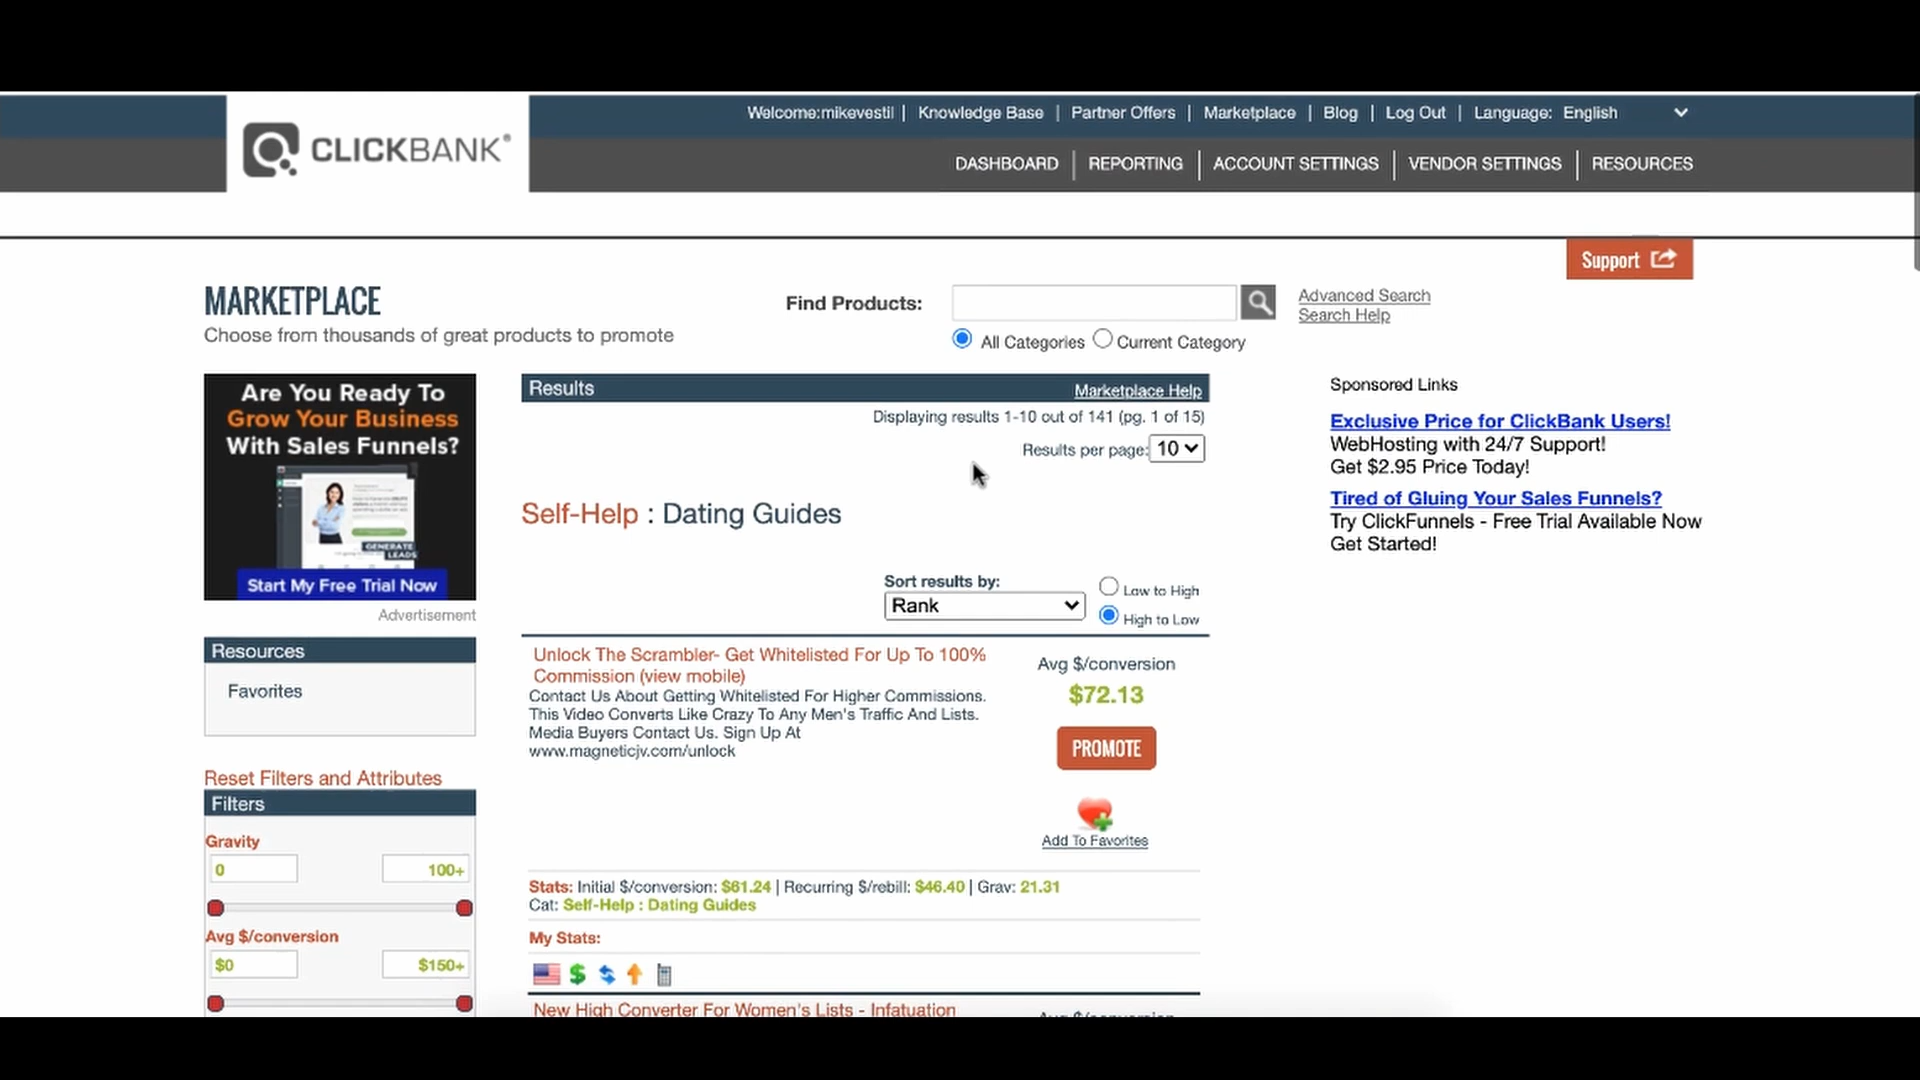 Welcome:mikevestil | Knowledge Base | Partner Offers | Marketplace | Blog | Log Out | Language: English
CLICKBANK®
DASHBOARD | REPORTING | ACCOUNT SETTINGS | VENDOR SETTINGS | RESOURCES
Support
MARKETPLACE
Choose from thousands of great products to promote
Find Products:
Advanced Search
Search Help
All Categories Current Category
Are You Ready To
Grow Your Business
With Sales Funnels?
GENERATE
LEADS
Start My Free Trial Now
Advertisement
Resources
Favorites
Reset Filters and Attributes
Filters
Gravity
0 100+
Avg $/conversion
$0 $150+
Results Marketplace Help
Displaying results 1-10 out of 141 (pg. 1 of 15)
Results per page: 10
Self-Help : Dating Guides
Sort results by:
Rank
Low to High
High to Low
Unlock The Scrambler- Get Whitelisted For Up To 100%
Commission (view mobile)
Contact Us About Getting Whitelisted For Higher Commissions.
This Video Converts Like Crazy To Any Men's Traffic And Lists.
Media Buyers Contact Us. Sign Up At
www.magneticjv.com/unlock
Avg $/conversion
$72.13
PROMOTE
Add To Favorites
Stats: Initial $/conversion: $61.24 | Recurring $/rebill: $46.40 | Grav: 21.31
Cat: Self-Help : Dating Guides
My Stats:
New High Converter For Women's Lists - Infatuation
Avg $/conversion
Sponsored Links
Exclusive Price for ClickBank Users!
WebHosting with 24/7 Support!
Get $2.95 Price Today!
Tired of Gluing Your Sales Funnels?
Try ClickFunnels - Free Trial Available Now
Get Started!